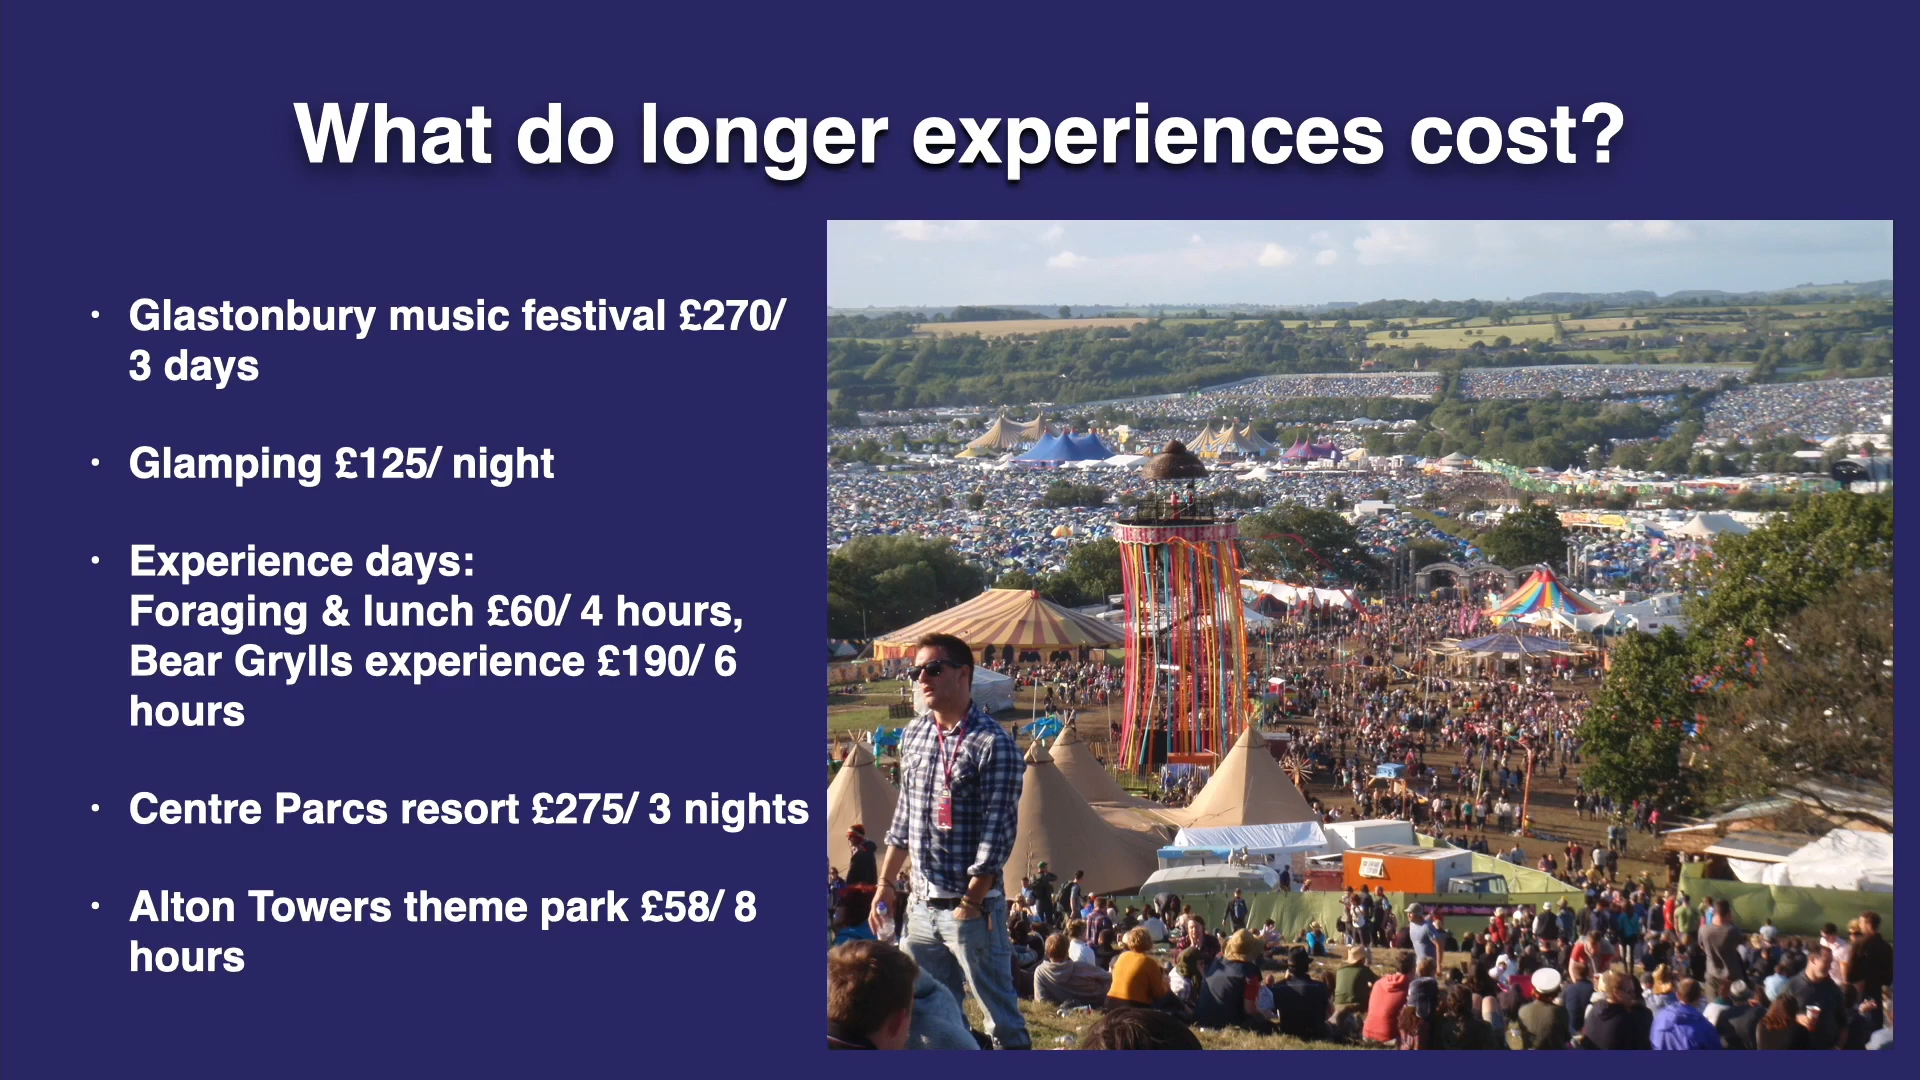 What do longer experiences cost?
· Glastonbury music festival £270/
3 days
· Glamping £125/ night
· Experience days:
Foraging & lunch £60/ 4 hours,
Bear Grylls experience £190/ 6
hours
· Centre Parcs resort £275/ 3 nights
· Alton Towers theme park £58/ 8
hours